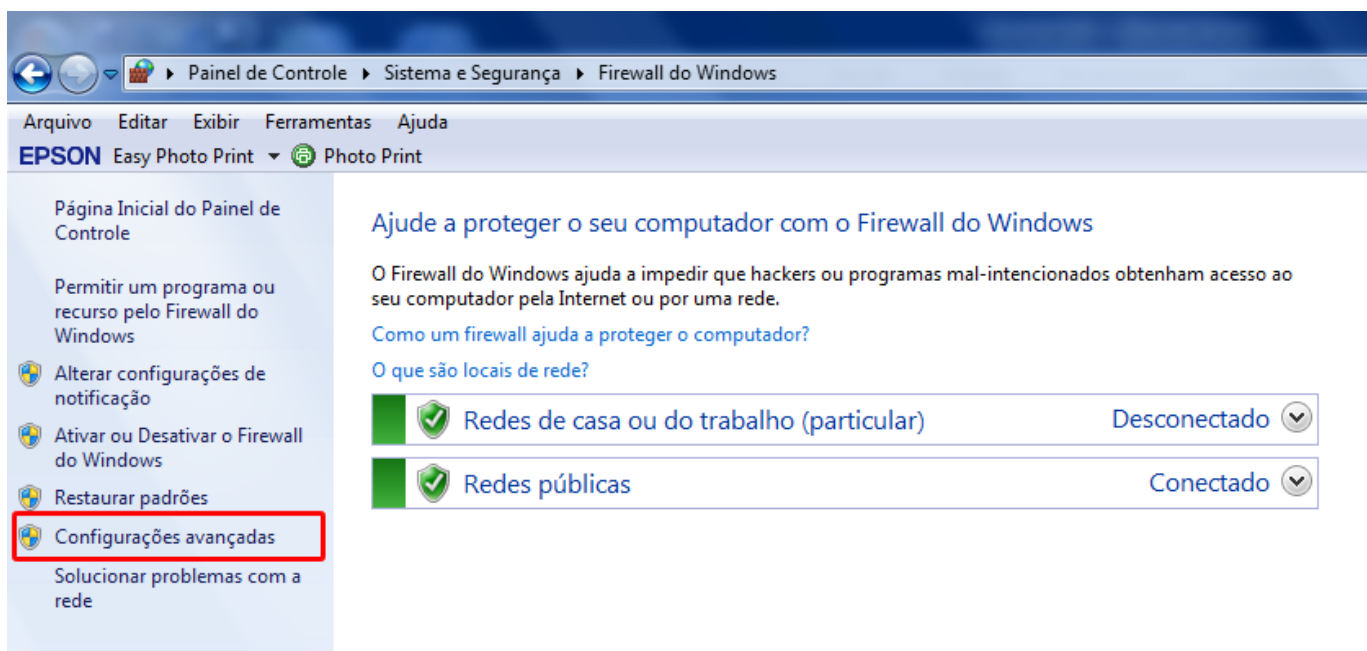 Painel de Controle ▸ Sistema e Segurança ▸ Firewall do Windows
Arquivo Editar Exibir Ferramentas Ajuda
EPSON Easy Photo Print Photo Print
Página Inicial do Painel de
Controle
Permitir um programa ou
recurso pelo Firewall do
Windows
Alterar configurações de
notificação
Ativar ou Desativar o Firewall
do Windows
Restaurar padrões
Configurações avançadas
Solucionar problemas com a
rede
Ajude a proteger o seu computador com o Firewall do Windows
O Firewall do Windows ajuda a impedir que hackers ou programas mal-intencionados obtenham acesso ao
seu computador pela Internet ou por uma rede.
Como um firewall ajuda a proteger o computador?
O que são locais de rede?
Redes de casa ou do trabalho (particular) Desconectado
Redes públicas Conectado